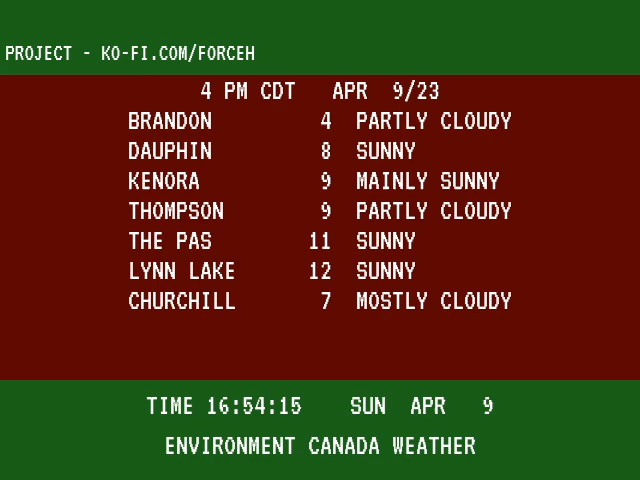 PROJECT - KO-FI.COM/FORCEH
4 PM CDT APR 9/23
BRANDON 4 PARTLY CLOUDY
DAUPHIN 8 SUNNY
KENORA 9 MAINLY SUNNY
THOMPSON 9 PARTLY CLOUDY
THE PAS 11 SUNNY
LYNN LAKE 12 SUNNY
CHURCHILL 7 MOSTLY CLOUDY
TIME 16:54:15 SUN APR 9
ENVIRONMENT CANADA WEATHER